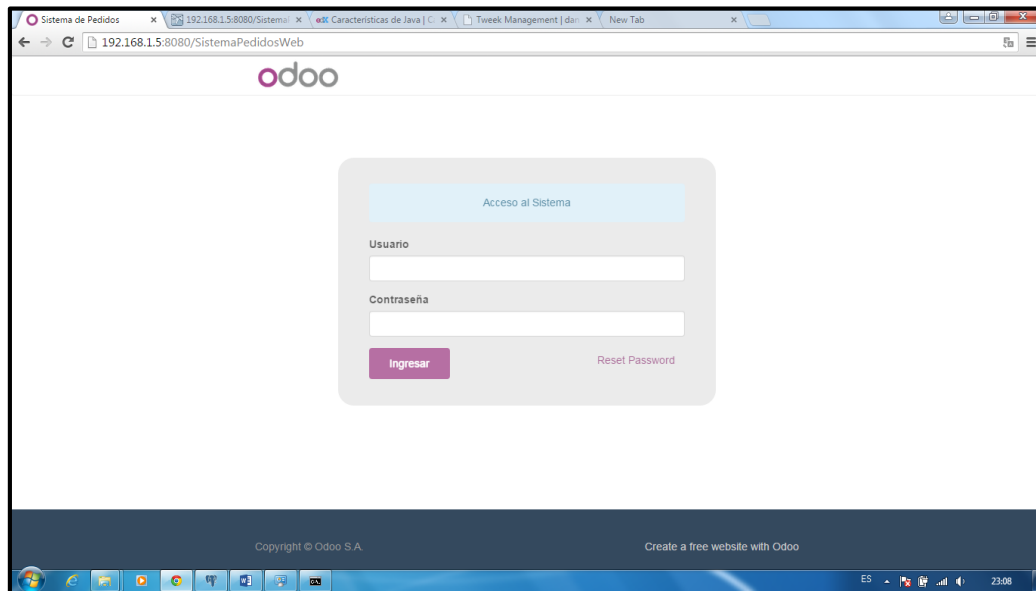 Sistema de Pedidos
192.168.1.5:8080/Sistema
edX Características de Java | C
Tweek Management | dan
New Tab
192.168.1.5:8080/SistemaPedidosWeb
odoo
Acceso al Sistema
Usuario
Contraseña
Ingresar
Reset Password
Copyright © Odoo S.A.
Create a free website with Odoo
ES
23:08